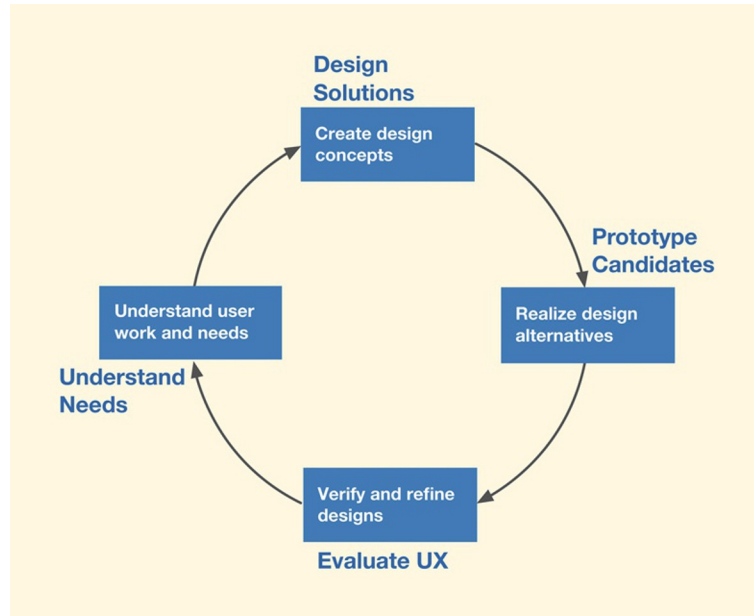 Design
Solutions
Create design
concepts
Prototype
Candidates
Realize design
alternatives
Understand user
work and needs
Understand
Needs
Verify and refine
designs
Evaluate UX